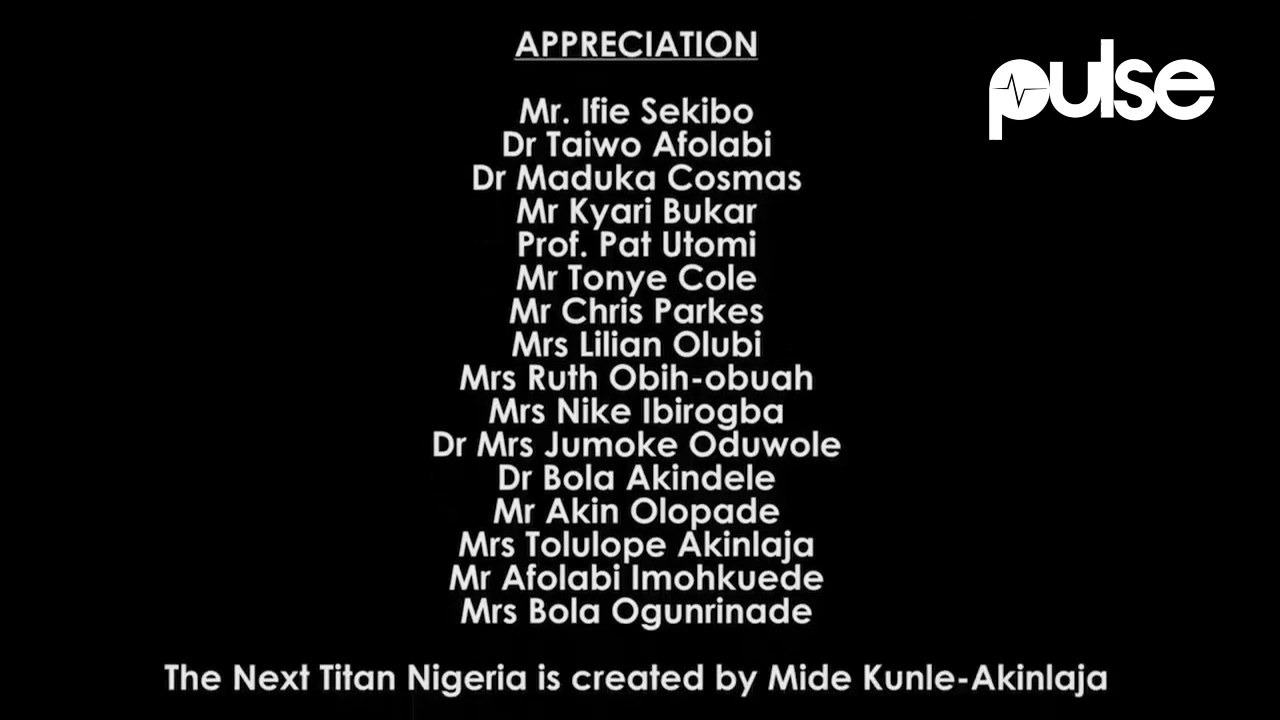 APPRECIATION
pulse
Mr. Ifie Sekibo
Dr Taiwo Afolabi
Dr Maduka Cosmas
Mr Kyari Bukar
Prof. Pat Utomi
Mr Tonye Cole
Mr Chris Parkes
Mrs Lilian Olubi
Mrs Ruth Obih-obuah
Mrs Nike Ibirogba
Dr Mrs Jumoke Oduwole
Dr Bola Akindele
Mr Akin Olopade
Mrs Tolulope Akinlaja
Mr Afolabi Imohkuede
Mrs Bola Ogunrinade
The Next Titan Nigeria is created by Mide Kunle-Akinlaja